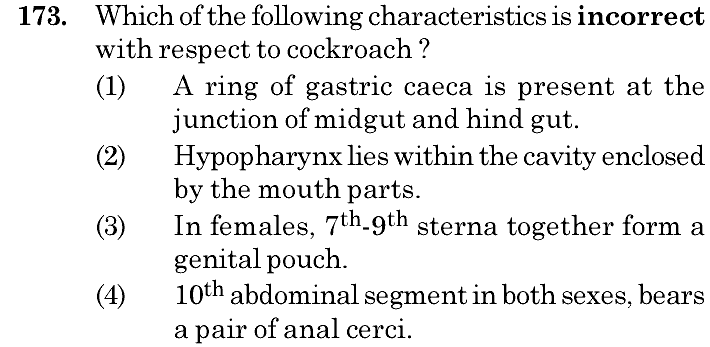 173. Which of the following characteristics is incorrect
with respect to cockroach ?
(1) A ring of gastric caeca is present at the
junction of midgut and hind gut.
(2) Hypopharynx lies within the cavity enclosed
by the mouth parts.
(3) In females, 7th-9th sterna together form a
genital pouch.
(4) 10th abdominal segment in both sexes, bears
a pair of anal cerci.